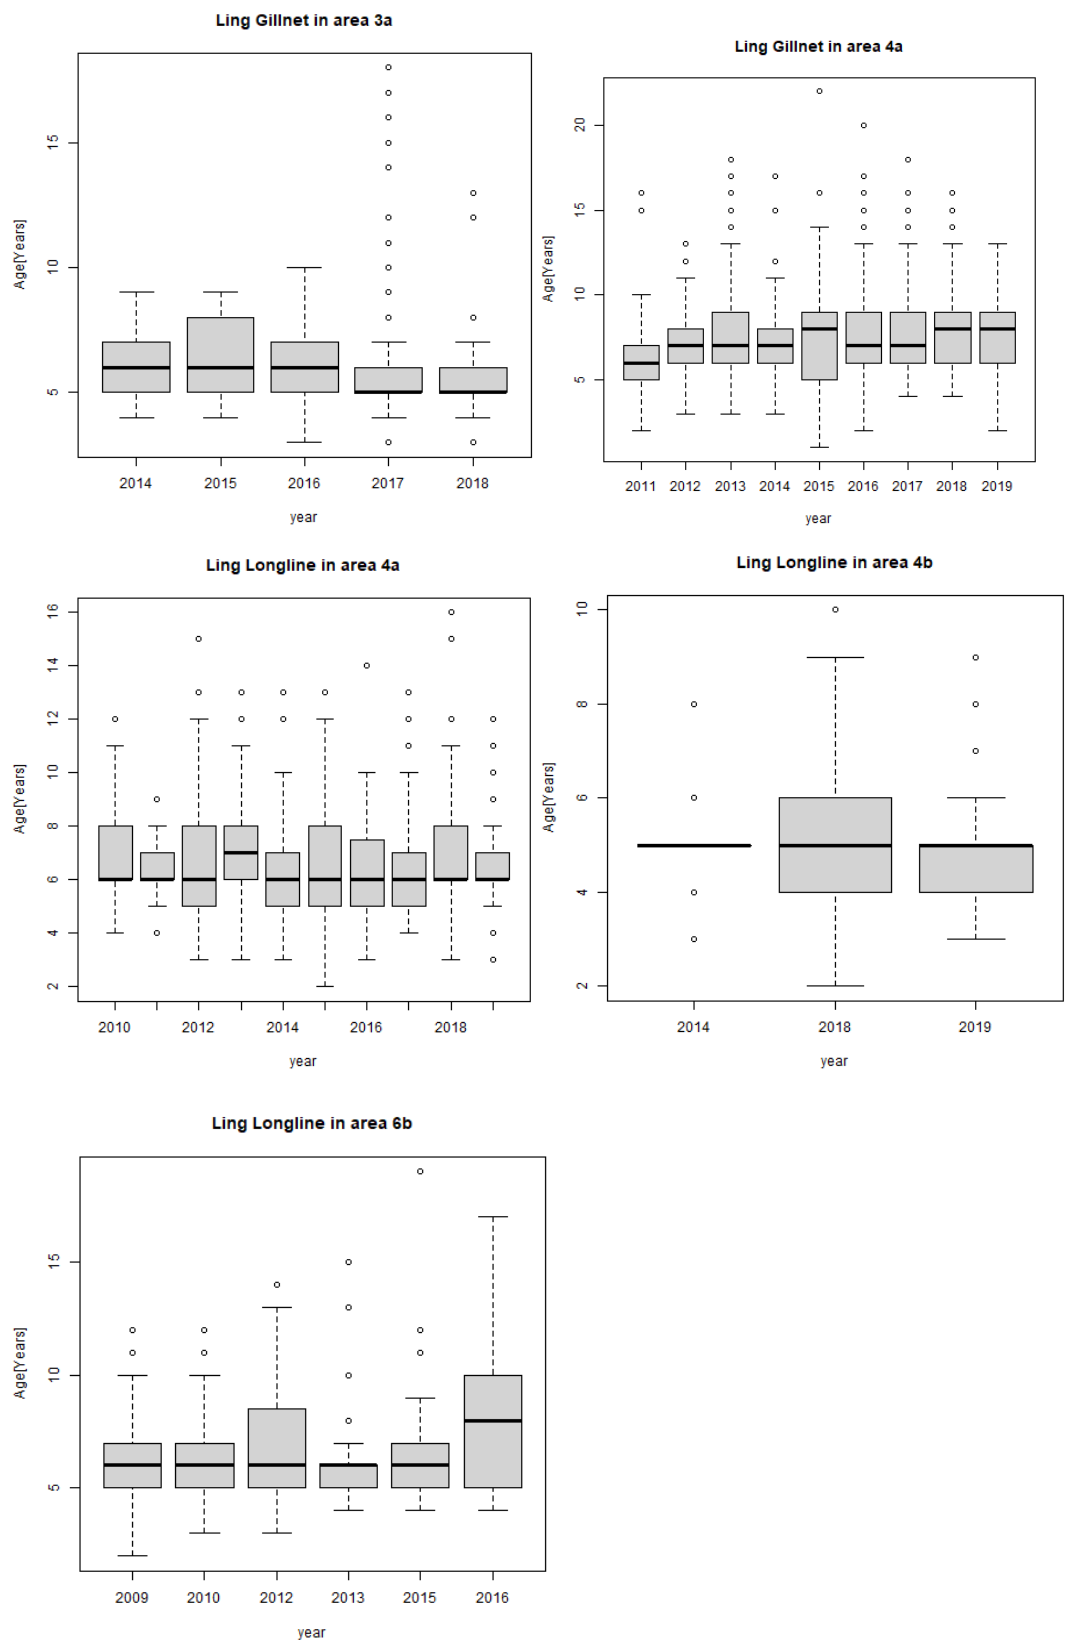 Ling Gillnet in area 3a
Age[Years]
15
10
5
2014 2015 2016 2017 2018
year
Ling Gillnet in area 4a
Age[Years]
20
15
10
5
2011 2012 2013 2014 2015 2016 2017 2018 2019
year
Ling Longline in area 4a
Age[Years]
16
14
12
10
8
6
4
2
2010 2012 2014 2016 2018
year
Ling Longline in area 4b
Age[Years]
10
8
6
4
2
2014 2018 2019
year
Ling Longline in area 6b
Age[Years]
15
10
5
2009 2010 2012 2013 2015 2016
year